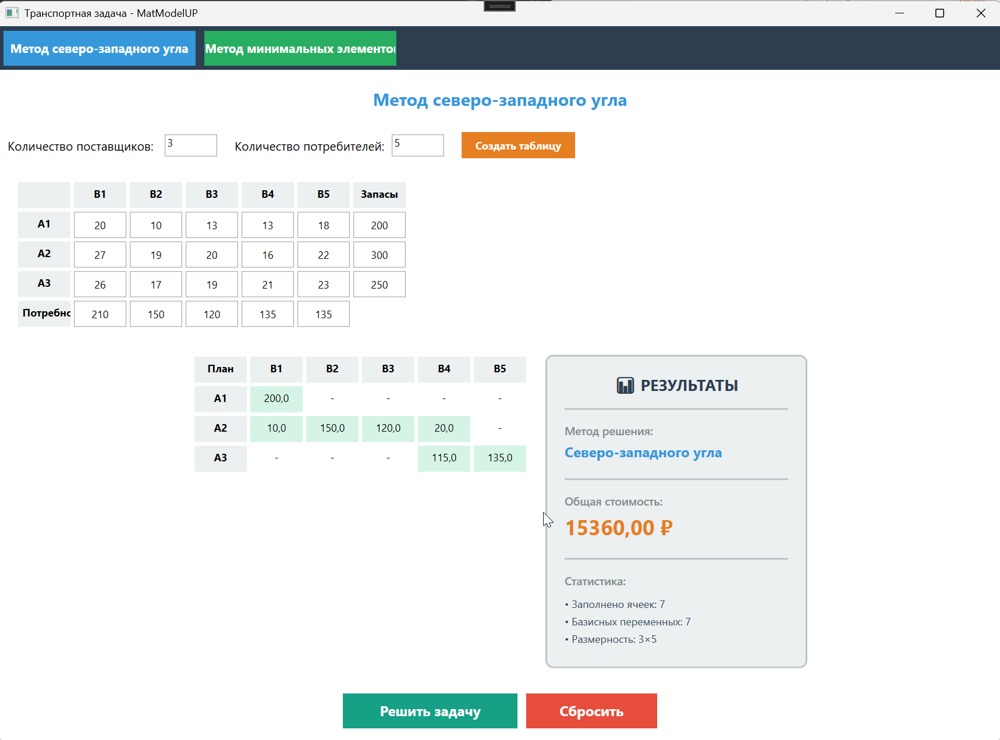 Транспортная задача - MatModelUP
Метод северо-западного угла
Метод минимальных элементов
Метод северо-западного угла
Количество поставщиков: 3 Количество потребителей: 5 Создать таблицу
B1 B2 B3 B4 B5 Запасы
A1 20 10 13 13 18 200
A2 27 19 20 16 22 300
A3 26 17 19 21 23 250
Потребно 210 150 120 135 135
План B1 B2 B3 B4 B5
A1 200,0 - - - -
A2 10,0 150,0 120,0 20,0 -
A3 - - - 115,0 135,0
РЕЗУЛЬТАТЫ
Метод решения:
Северо-западного угла
Общая стоимость:
15360,00 ₽
Статистика:
• Заполнено ячеек: 7
• Базисных переменных: 7
• Размерность: 3×5
Решить задачу Сбросить